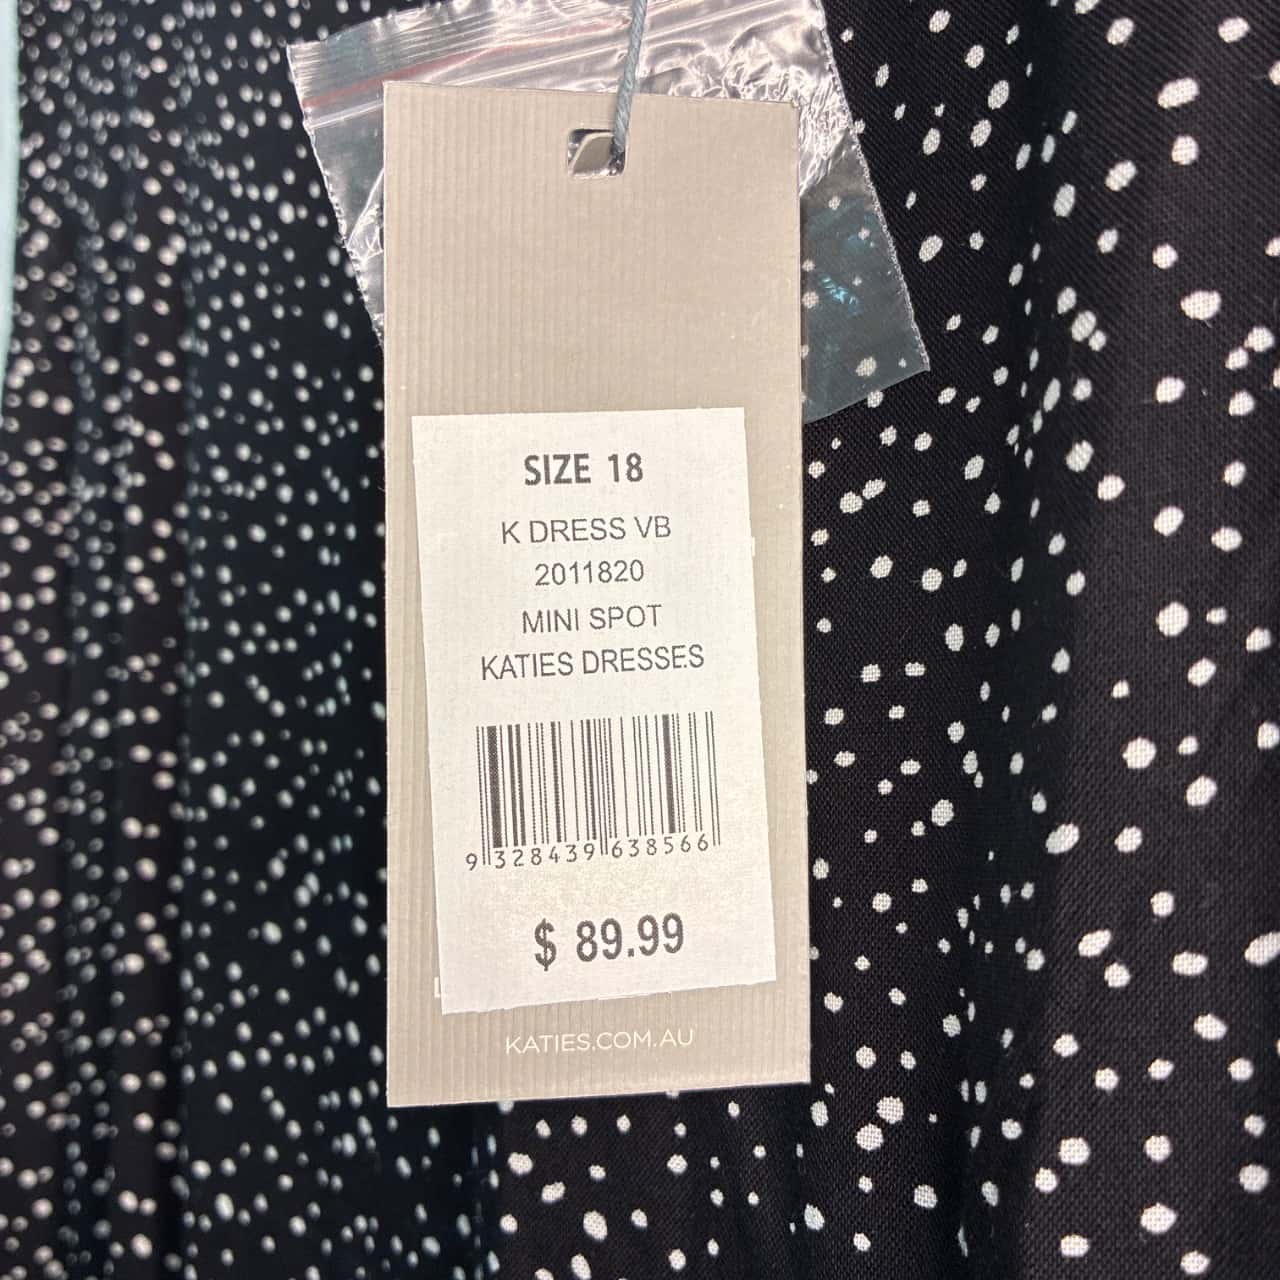 SIZE 18
K DRESS VB
2011820
MINI SPOT
KATIES DRESSES
9 328439 638566
$ 89.99
KATIES.COM.AU